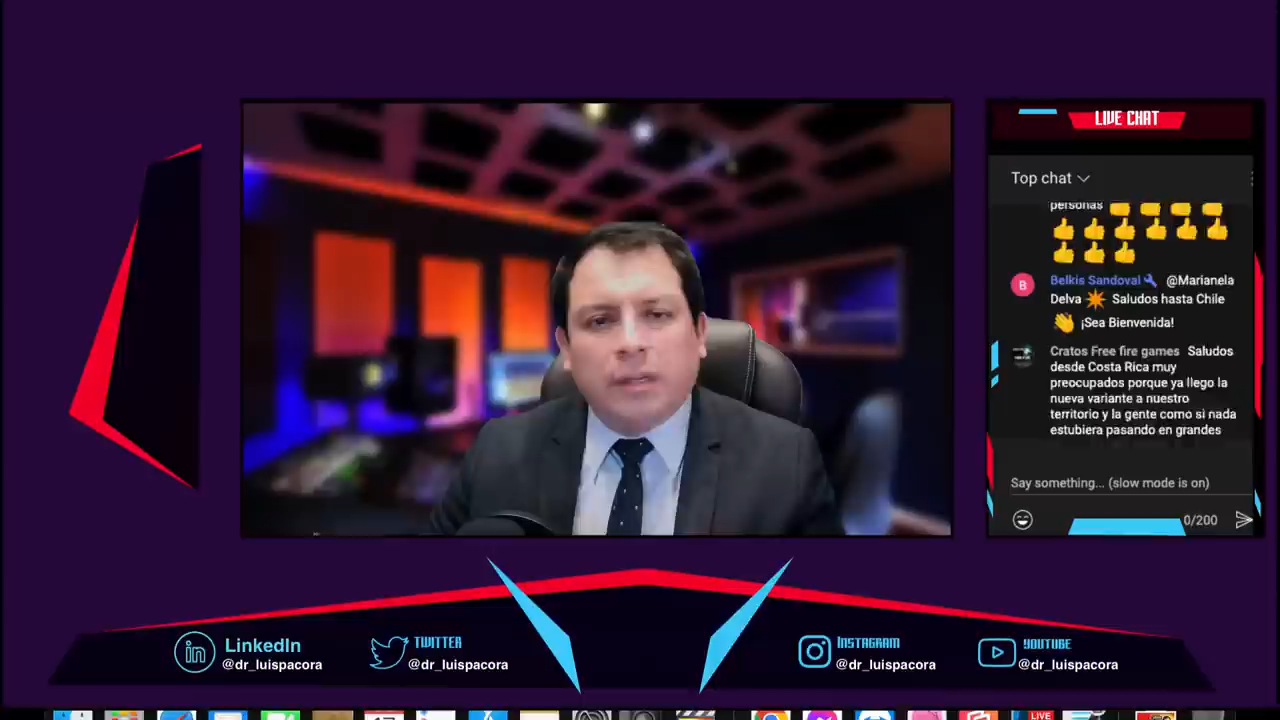 LIVE CHAT
Top chat
personas
B
Belkis Sandoval @Marianela
Delva Saludos hasta Chile
¡Sea Bienvenida!
Cratos Free fire games Saludos
desde Costa Rica muy
preocupados porque ya llego la
nueva variante a nuestro
territorio y la gente como si nada
estubiera pasando en grandes
Say something... (slow mode is on)
0/200
in
LinkedIn
@dr_luispacora
TWITTER
@dr_luispacora
INSTAGRAM
@dr_luispacora
YOUTUBE
@dr_luispacora
LIVE